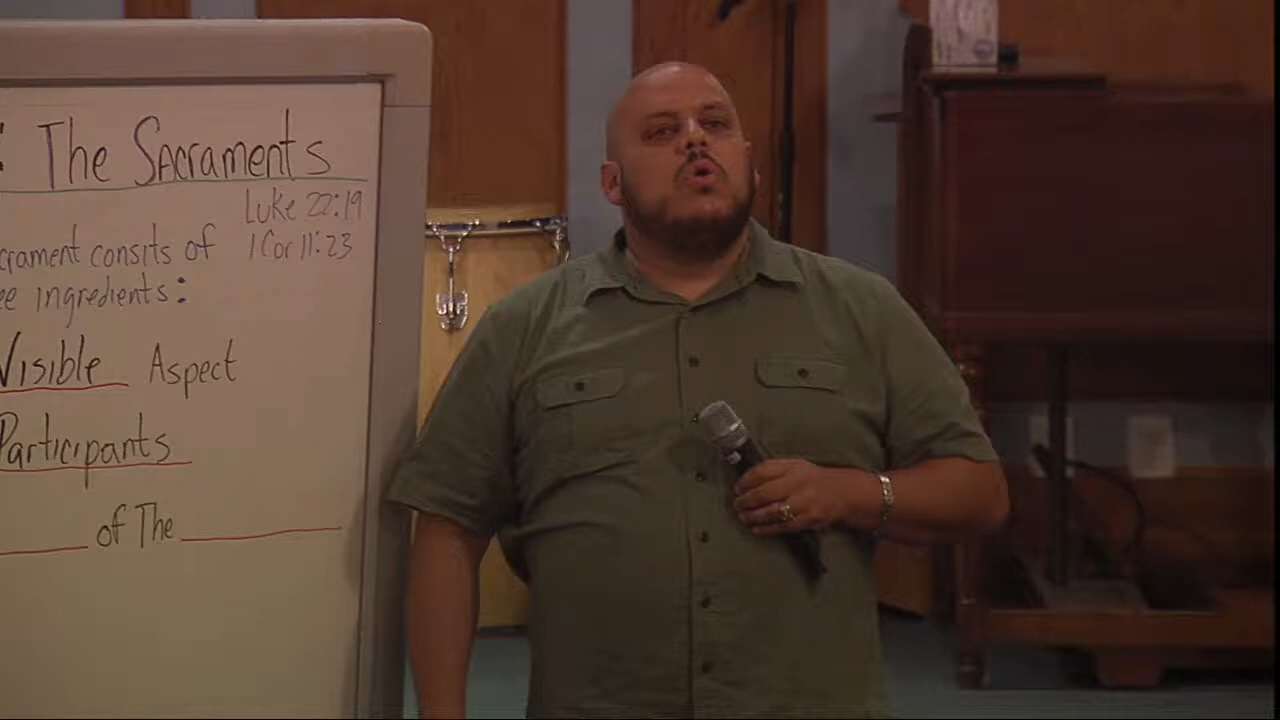 : The Sacraments
Luke 22:19
1 Cor 11:23
crament consits of
ee ingredients:
Visible Aspect
Participants
of The